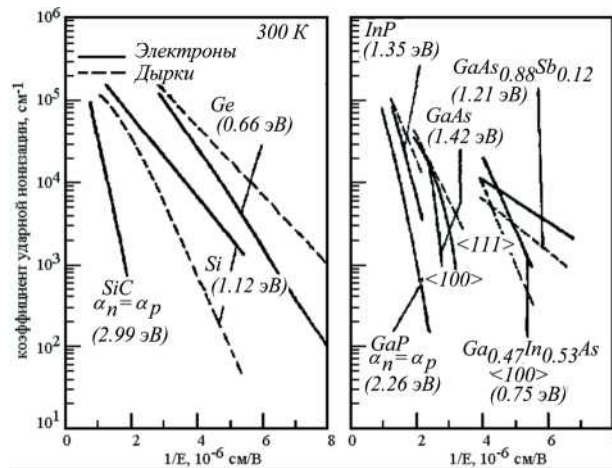 коэффициент ударной ионизации, см⁻¹
10⁶
10⁵
10⁴
10³
10²
10¹
300 К
Электроны
Дырки
Ge
(0.66 эВ)
Si
(1.12 эВ)
SiC
αₙ = αₚ
(2.99 эВ)
0 2 4 6 8
1/E, 10⁻⁶ см/В
InP
(1.35 эВ)
GaAs₀.₈₈Sb₀.₁₂
(1.21 эВ)
GaAs
(1.42 эВ)
<111>
<100>
GaP
αₙ = αₚ
(2.26 эВ)
Ga₀.₄₇In₀.₅₃As
<100>
(0.75 эВ)
0 2 4 6 8
1/E, 10⁻⁶ см/В